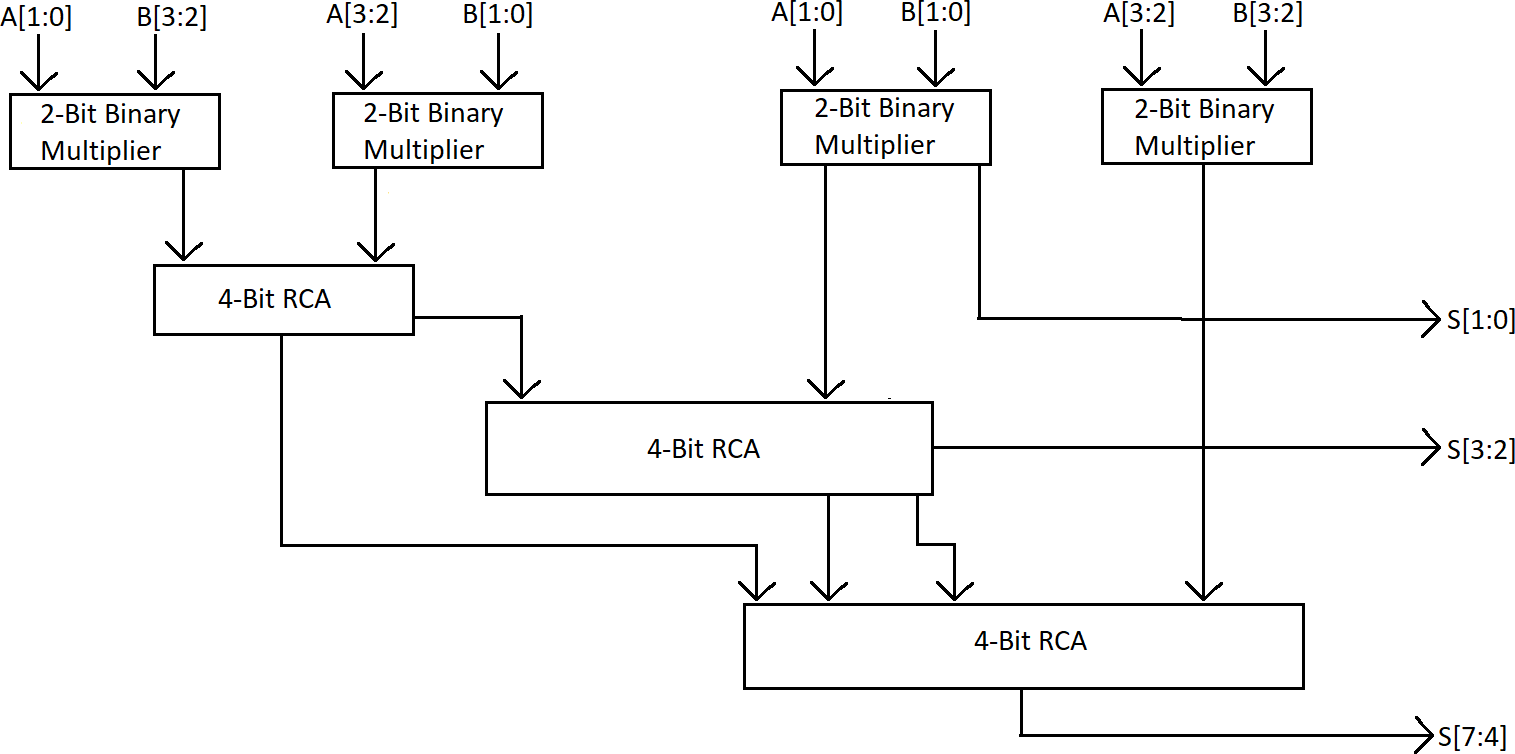 A[1:0] B[3:2] A[3:2] B[1:0] A[1:0] B[1:0] A[3:2] B[3:2]
2-Bit Binary
Multiplier
2-Bit Binary
Multiplier
2-Bit Binary
Multiplier
2-Bit Binary
Multiplier
4-Bit RCA
S[1:0]
4-Bit RCA
S[3:2]
4-Bit RCA
S[7:4]